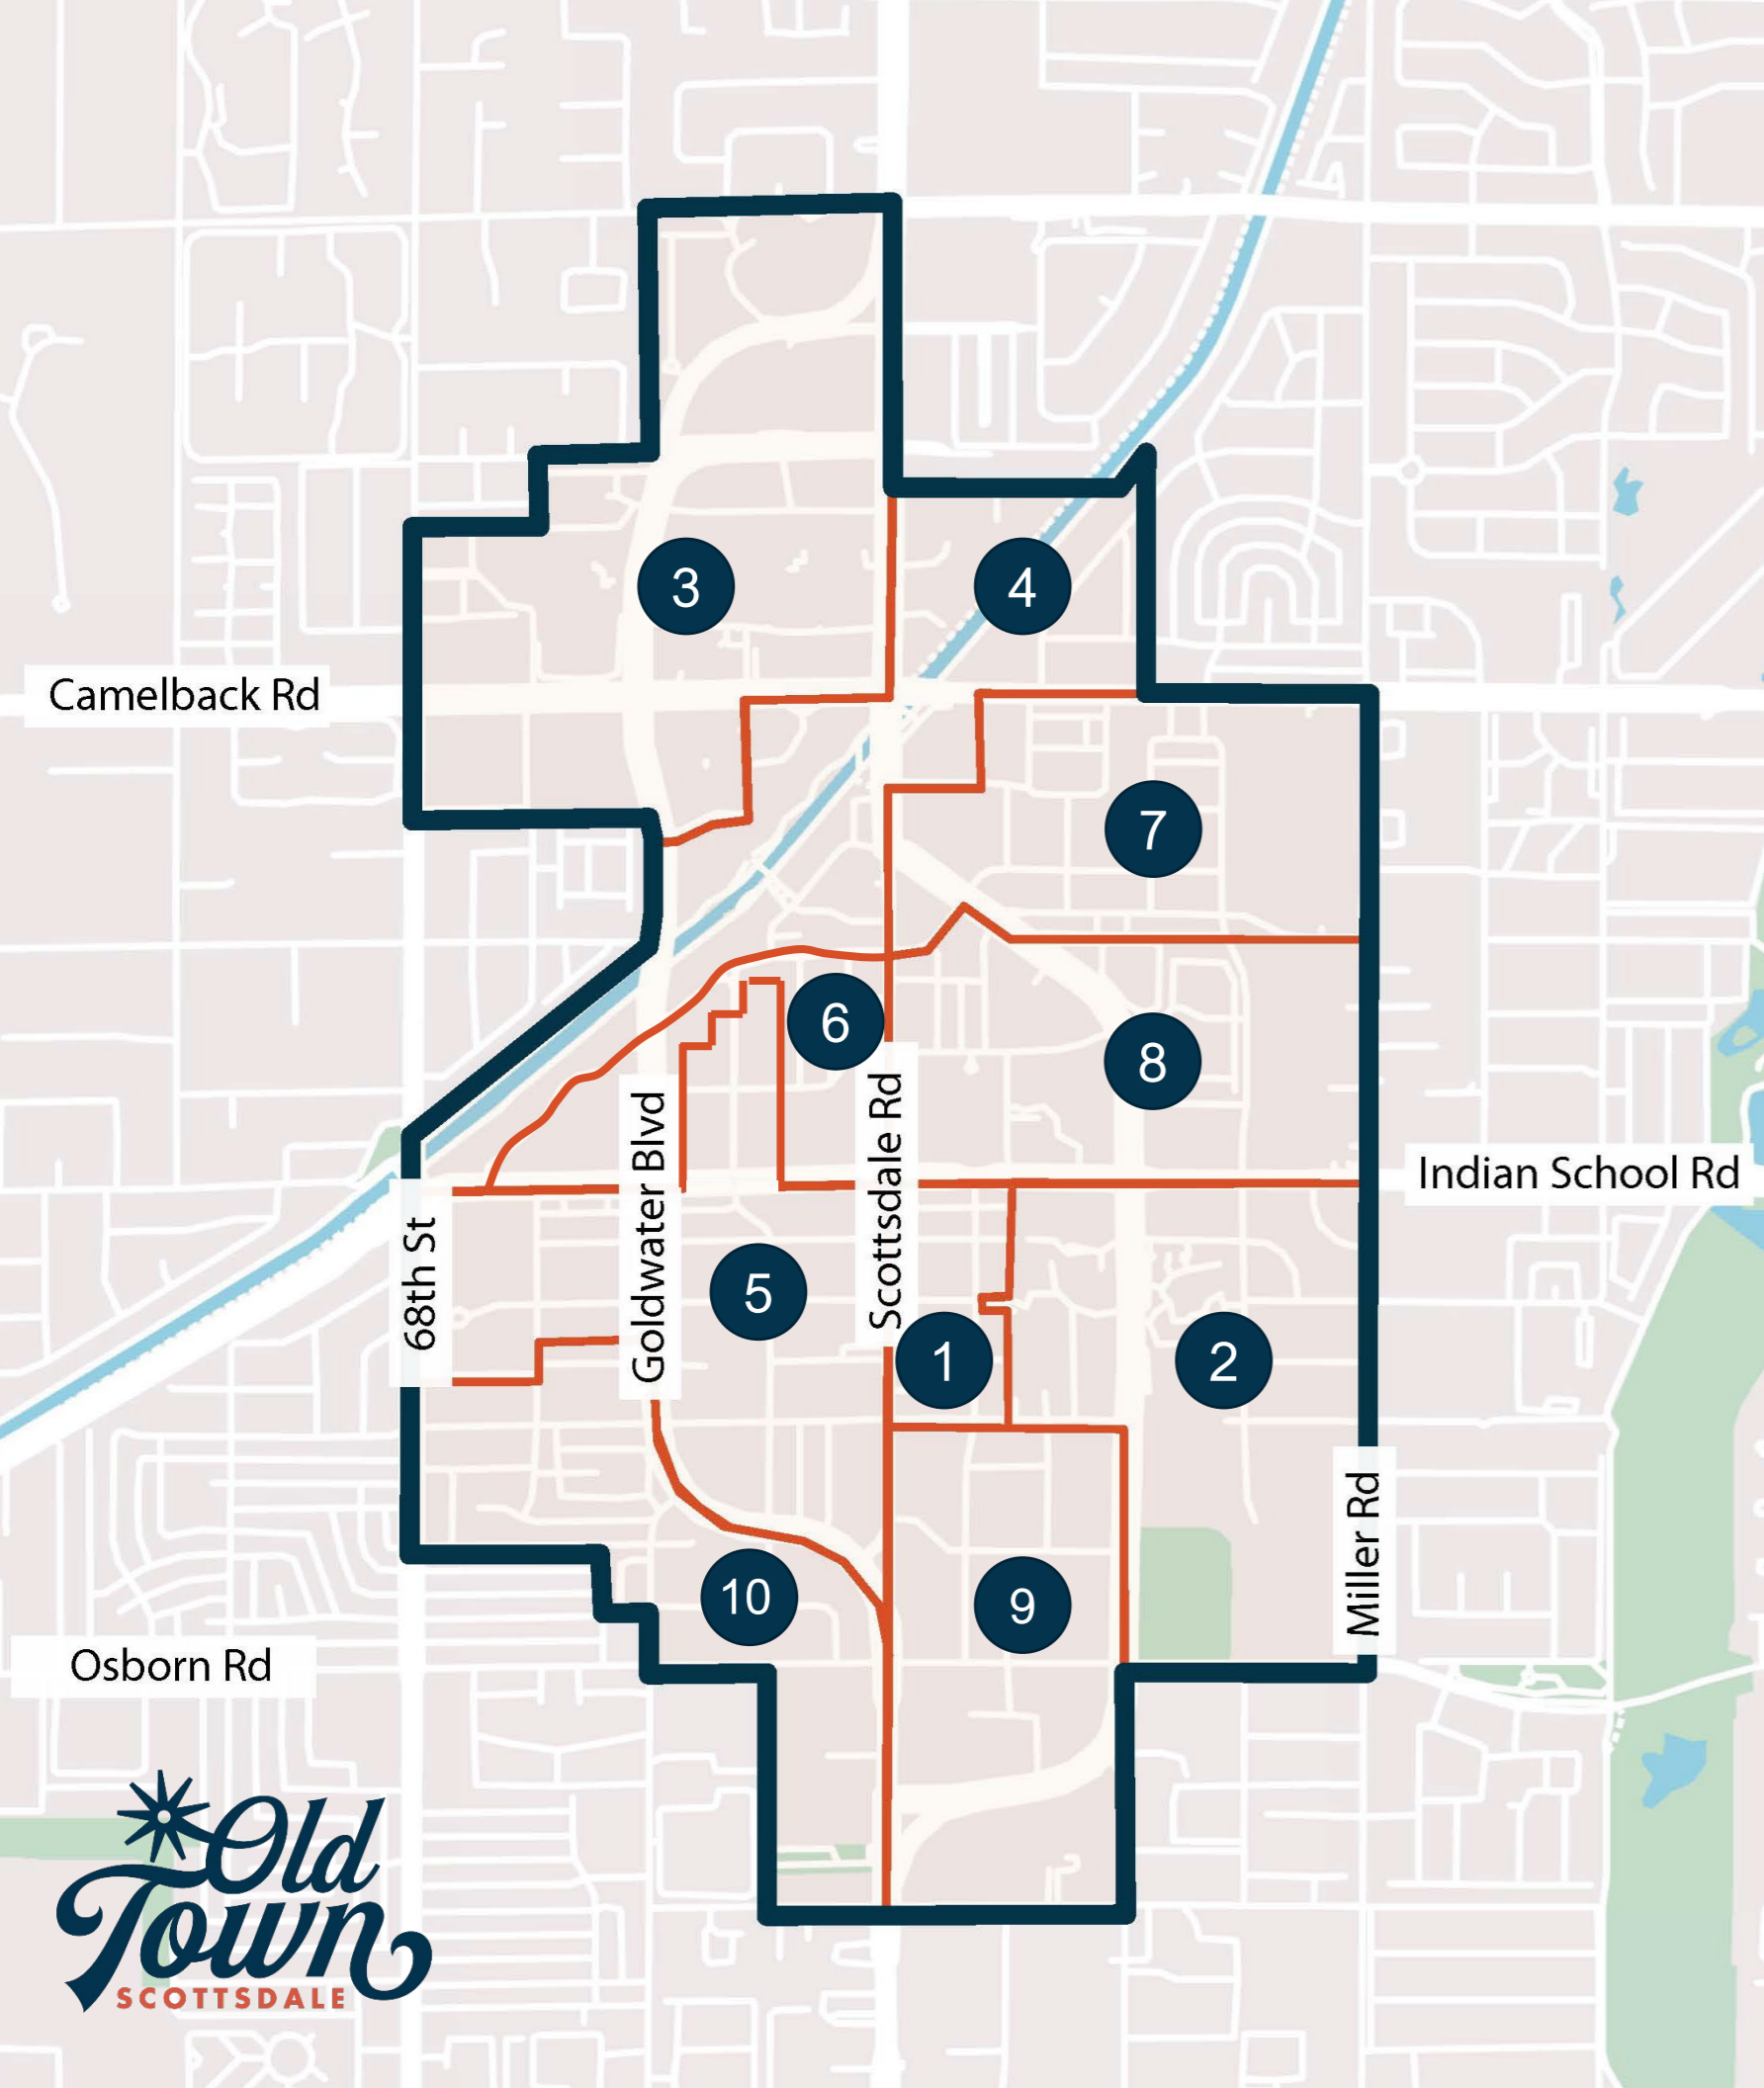 3
4
Camelback Rd
7
6
8
Scottsdale Rd
Goldwater Blvd
Indian School Rd
68th St
5
1
2
Miller Rd
10
9
Osborn Rd
Old
Town
SCOTTSDALE